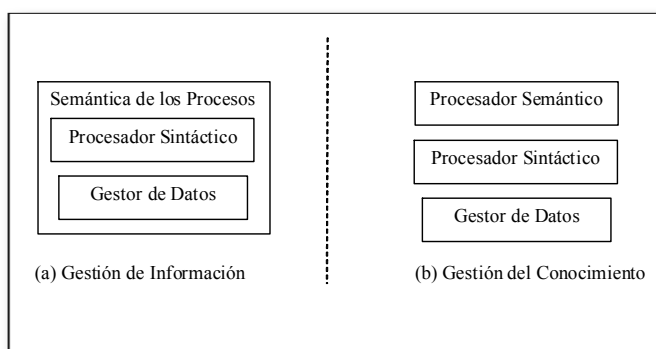 Semántica de los Procesos
Procesador Sintáctico
Gestor de Datos
(a) Gestión de Información
Procesador Semántico
Procesador Sintáctico
Gestor de Datos
(b) Gestión del Conocimiento